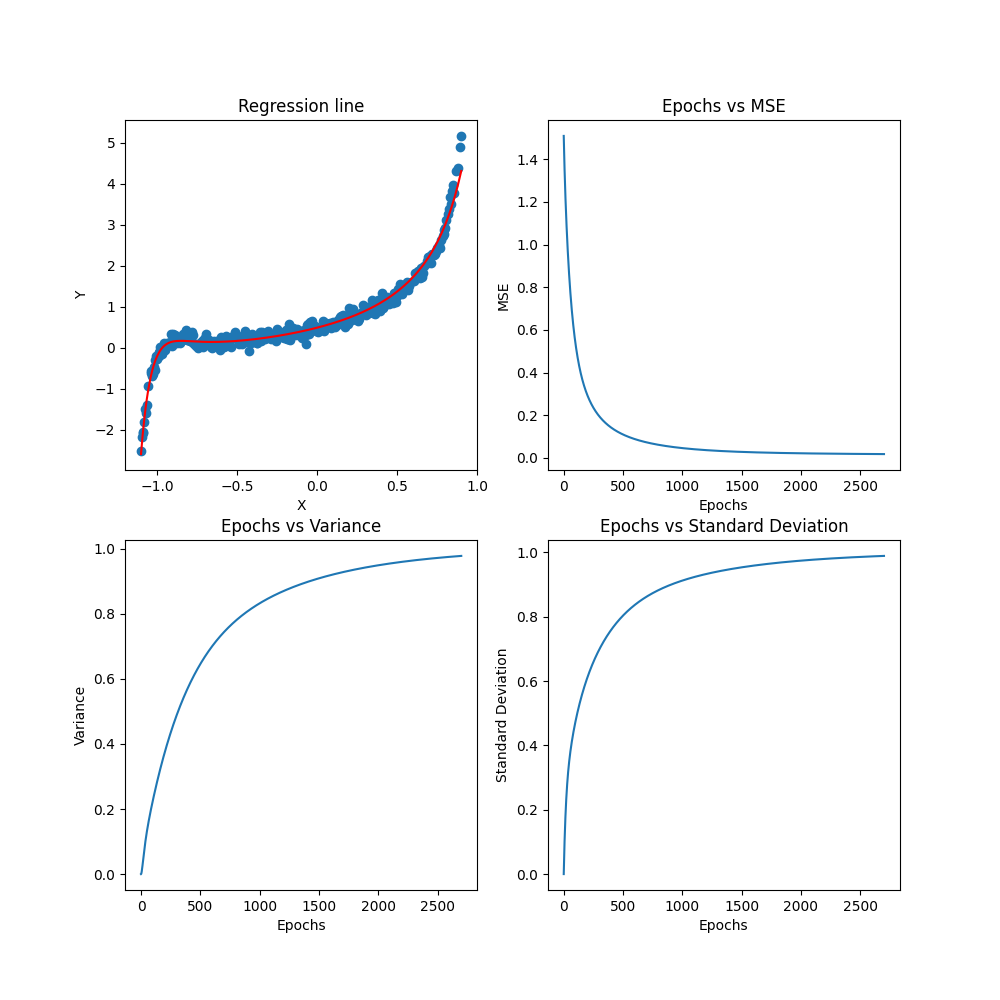 Regression line
Y
5
4
3
2
1
0
−1
−2
−1.0 −0.5 0.0 0.5 1.0
X
Epochs vs MSE
MSE
1.4
1.2
1.0
0.8
0.6
0.4
0.2
0.0
0 500 1000 1500 2000 2500
Epochs
Epochs vs Variance
Variance
1.0
0.8
0.6
0.4
0.2
0.0
0 500 1000 1500 2000 2500
Epochs
Epochs vs Standard Deviation
Standard Deviation
1.0
0.8
0.6
0.4
0.2
0.0
0 500 1000 1500 2000 2500
Epochs